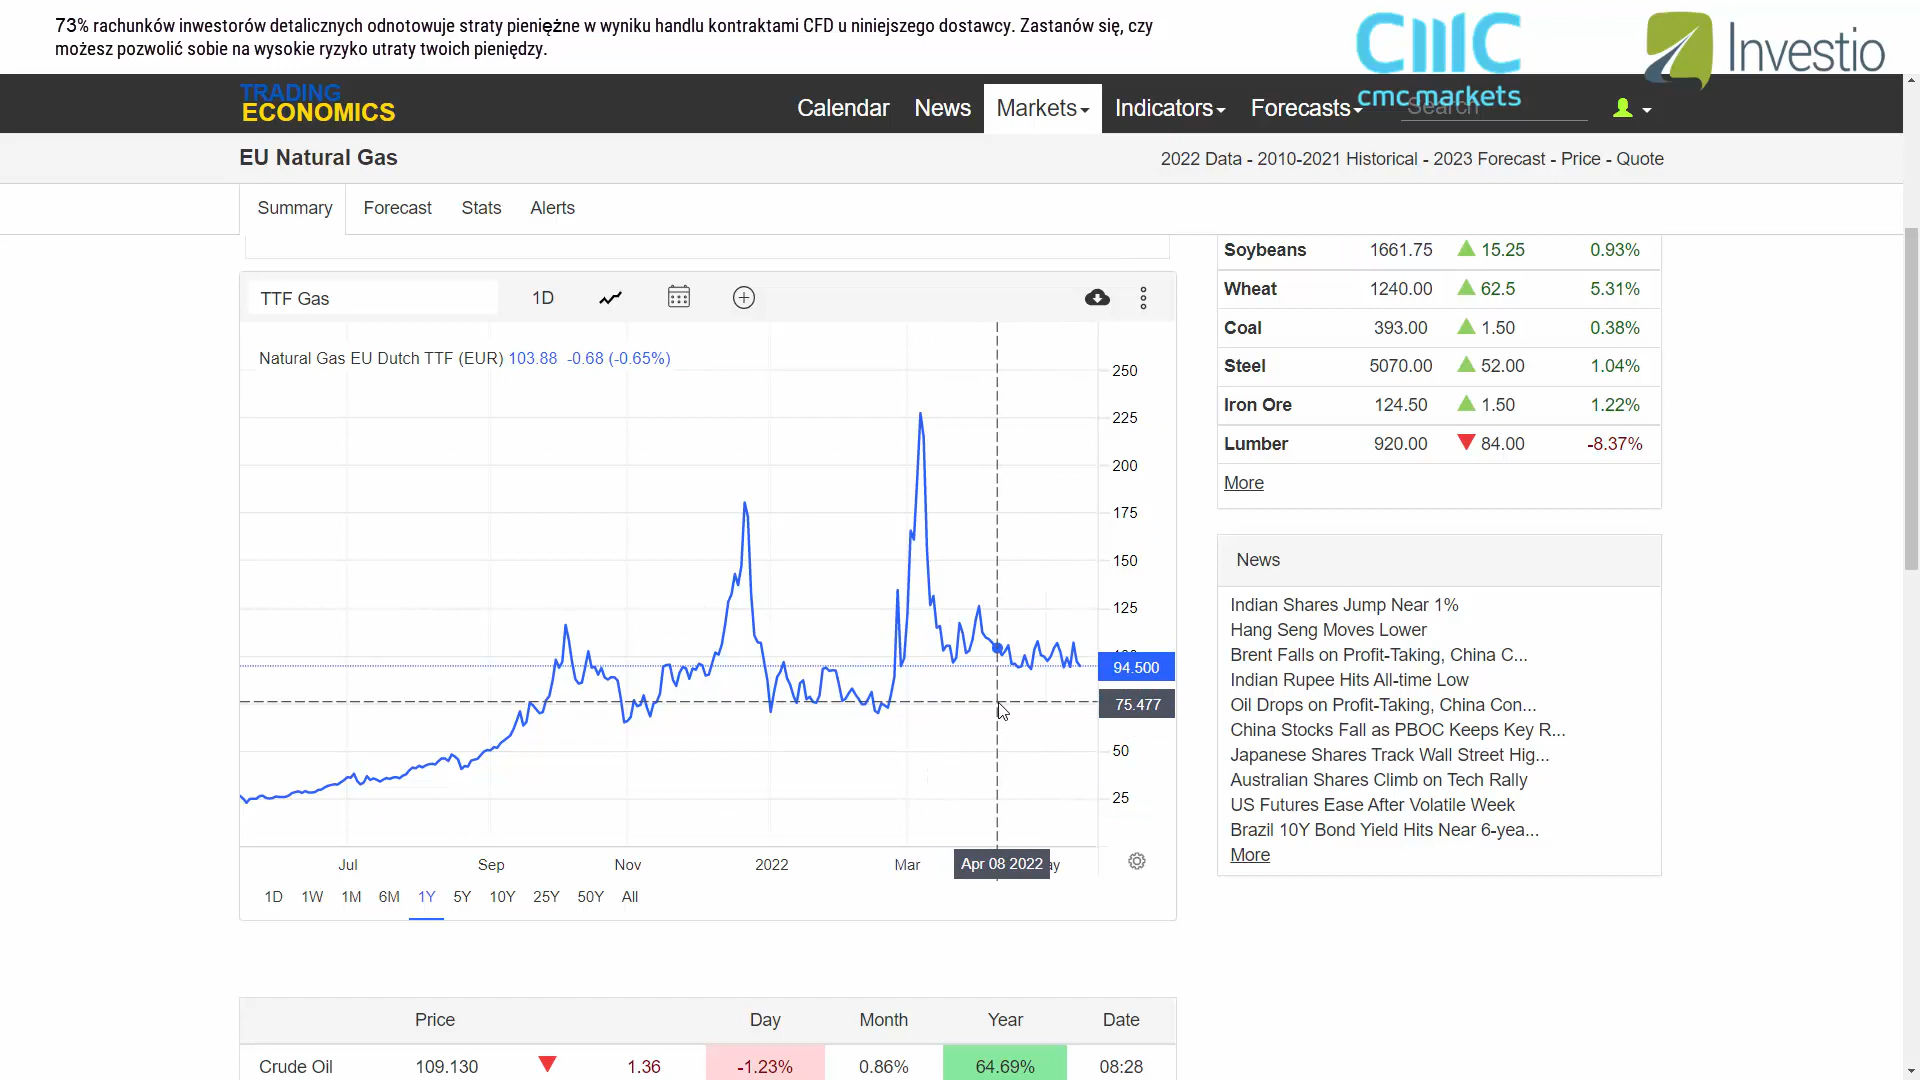 73% rachunków inwestorów detalicznych odnotowuje straty pieniężne w wyniku handlu kontraktami CFD u niniejszego dostawcy. Zastanów się, czy
możesz pozwolić sobie na wysokie ryzyko utraty twoich pieniędzy.
CMC
cmc markets
Investio
TRADING
ECONOMICS
Calendar News Markets Indicators Forecasts Search
EU Natural Gas
2022 Data - 2010-2021 Historical - 2023 Forecast - Price - Quote
Summary Forecast Stats Alerts
TTF Gas 1D
Natural Gas EU Dutch TTF (EUR) 103.88 -0.68 (-0.65%)
250
225
200
175
150
125
94.500
75.477
50
25
Jul Sep Nov 2022 Mar Apr 08 2022
1D 1W 1M 6M 1Y 5Y 10Y 25Y 50Y All
Soybeans 1661.75 15.25 0.93%
Wheat 1240.00 62.5 5.31%
Coal 393.00 1.50 0.38%
Steel 5070.00 52.00 1.04%
Iron Ore 124.50 1.50 1.22%
Lumber 920.00 84.00 -8.37%
More
News
Indian Shares Jump Near 1%
Hang Seng Moves Lower
Brent Falls on Profit-Taking, China C...
Indian Rupee Hits All-time Low
Oil Drops on Profit-Taking, China Con...
China Stocks Fall as PBOC Keeps Key R...
Japanese Shares Track Wall Street Hig...
Australian Shares Climb on Tech Rally
US Futures Ease After Volatile Week
Brazil 10Y Bond Yield Hits Near 6-yea...
More
Price Day Month Year Date
Crude Oil 109.130 1.36 -1.23% 0.86% 64.69% 08:28